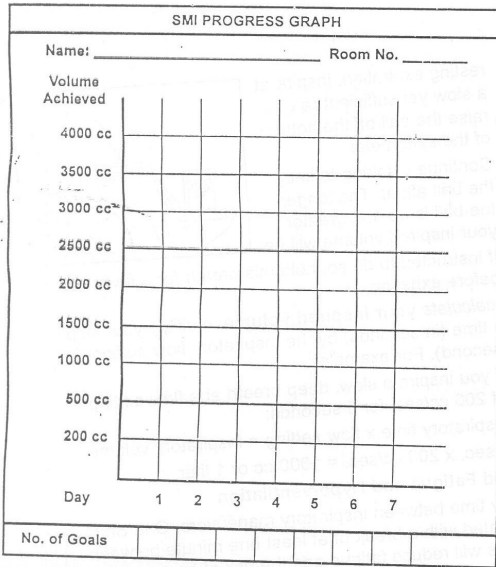 SMI PROGRESS GRAPH
Name: Room No.
Volume
Achieved
4000 cc
3500 cc
3000 cc
2500 cc
2000 cc
1500 cc
1000 cc
500 cc
200 cc
Day 1 2 3 4 5 6 7
No. of Goals